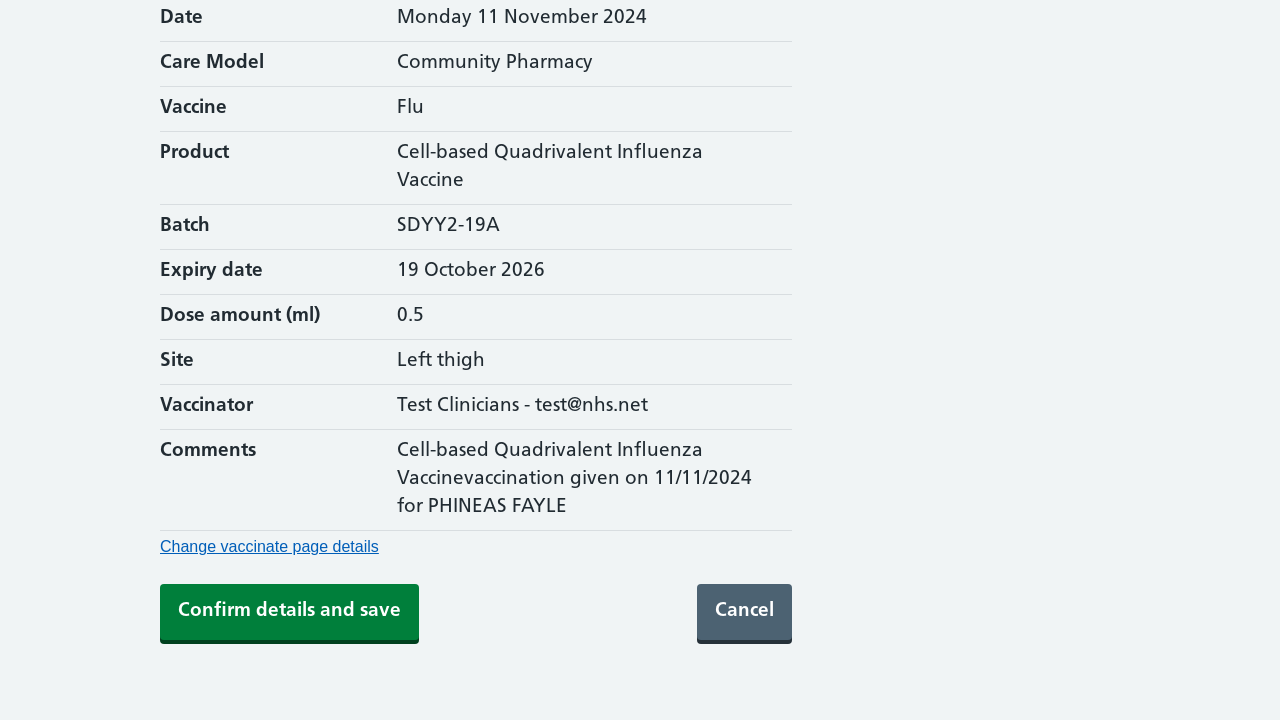 Date Monday 11 November 2024
Care Model Community Pharmacy
Vaccine Flu
Product Cell-based Quadrivalent Influenza
Vaccine
Batch SDYY2-19A
Expiry date 19 October 2026
Dose amount (ml) 0.5
Site Left thigh
Vaccinator Test Clinicians - test@nhs.net
Comments Cell-based Quadrivalent Influenza
Vaccinevaccination given on 11/11/2024
for PHINEAS FAYLE
Change vaccinate page details
Confirm details and save Cancel